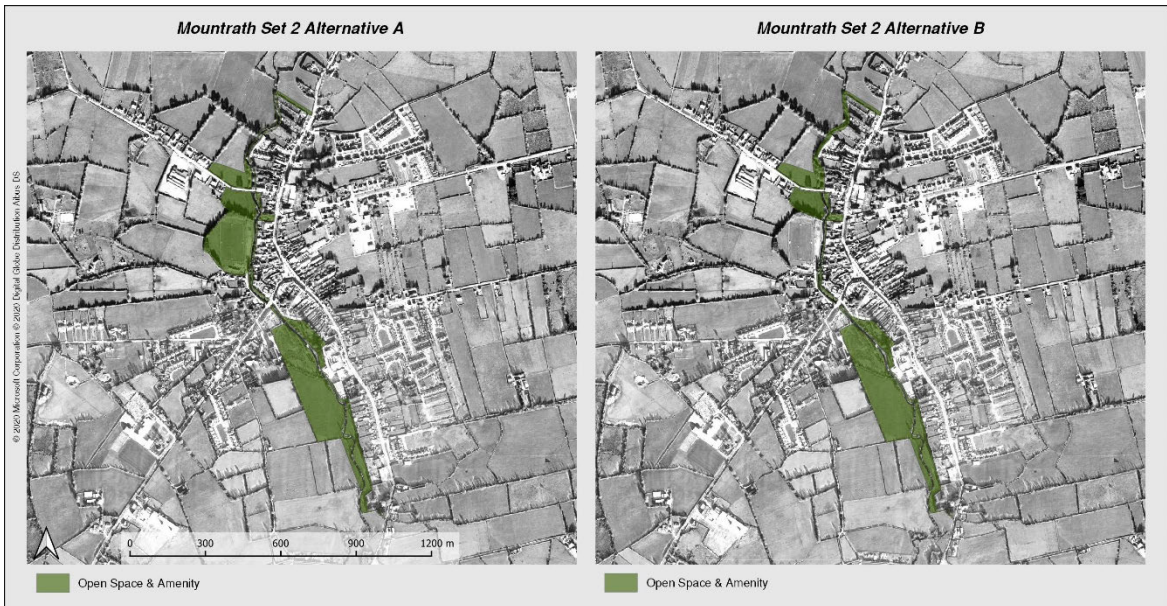 Mountrath Set 2 Alternative A
Mountrath Set 2 Alternative B
© 2020 Microsoft Corporation © 2020 Digital Globe Distribution Aibus DS
0 300 600 900 1200 m
Open Space & Amenity
Open Space & Amenity